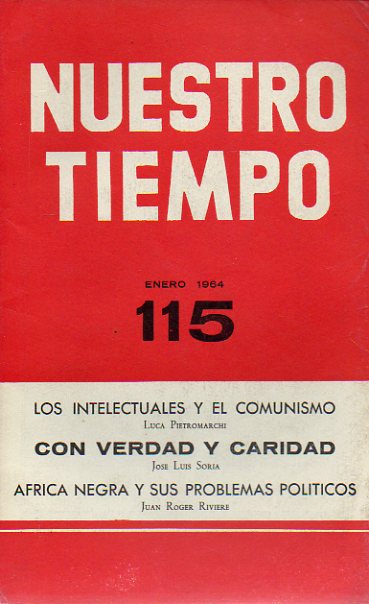 NUESTRO
TIEMPO
ENERO 1964
115
LOS INTELECTUALES Y EL COMUNISMO
LUCA PIETROMARCHI
CON VERDAD Y CARIDAD
JOSE LUIS SORIA
AFRICA NEGRA Y SUS PROBLEMAS POLITICOS
JUAN ROGER RIVIERE